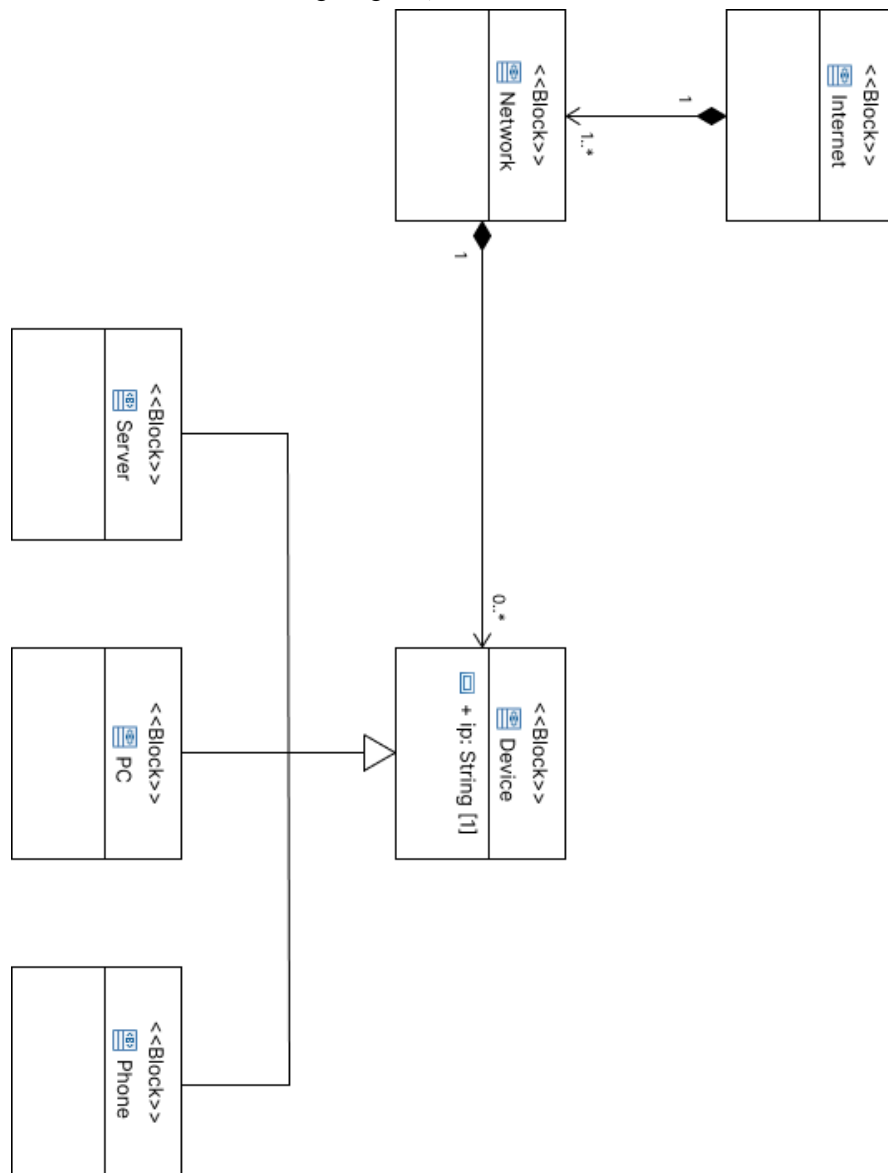 <<Block>>
Internet
1
1..*
<<Block>>
Network
1
0..*
<<Block>>
Device
+ ip: String [1]
<<Block>>
Server
<<Block>>
PC
<<Block>>
Phone